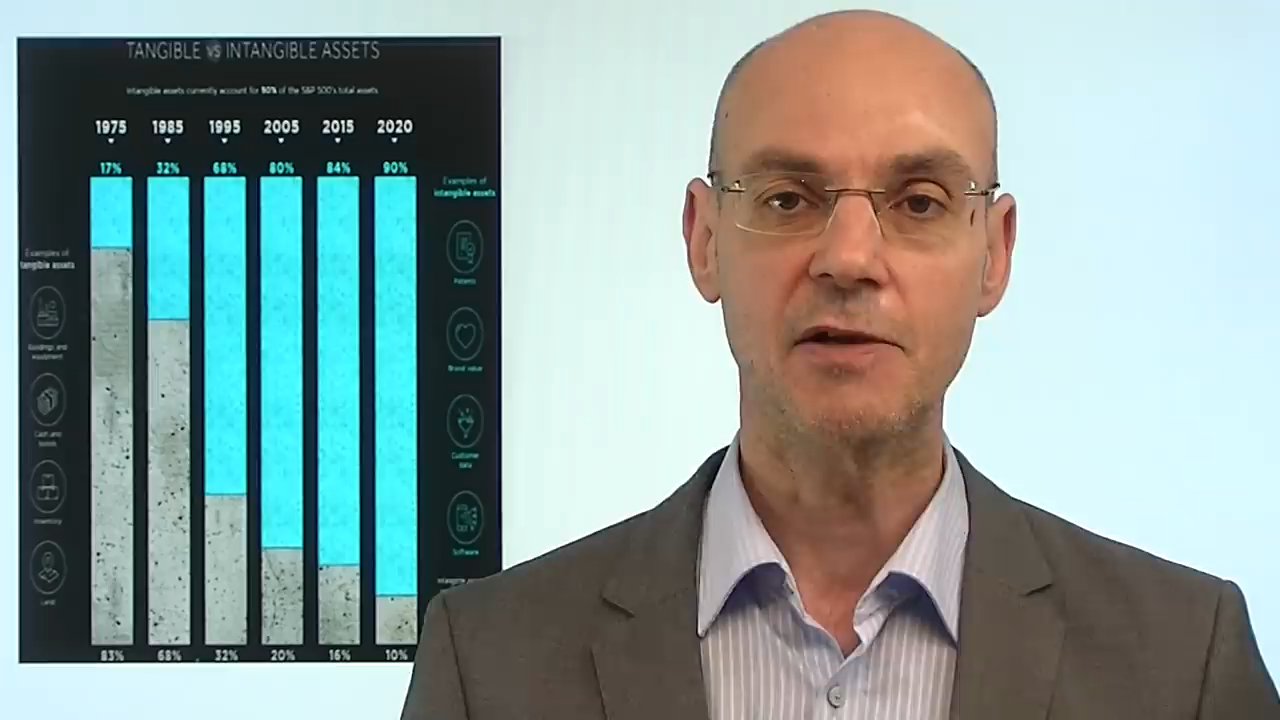 TANGIBLE VS INTANGIBLE ASSETS
Intangible assets currently account for 90% of the S&P 500's total assets
1975 1985 1995 2005 2015 2020
17% 32% 68% 80% 84% 90%
Examples of
intangible assets
Patents
Brand value
Customer
data
Software
Examples of
tangible assets
Buildings and
equipment
Cash and
Inventory
Land
83% 68% 32% 20% 16% 10%